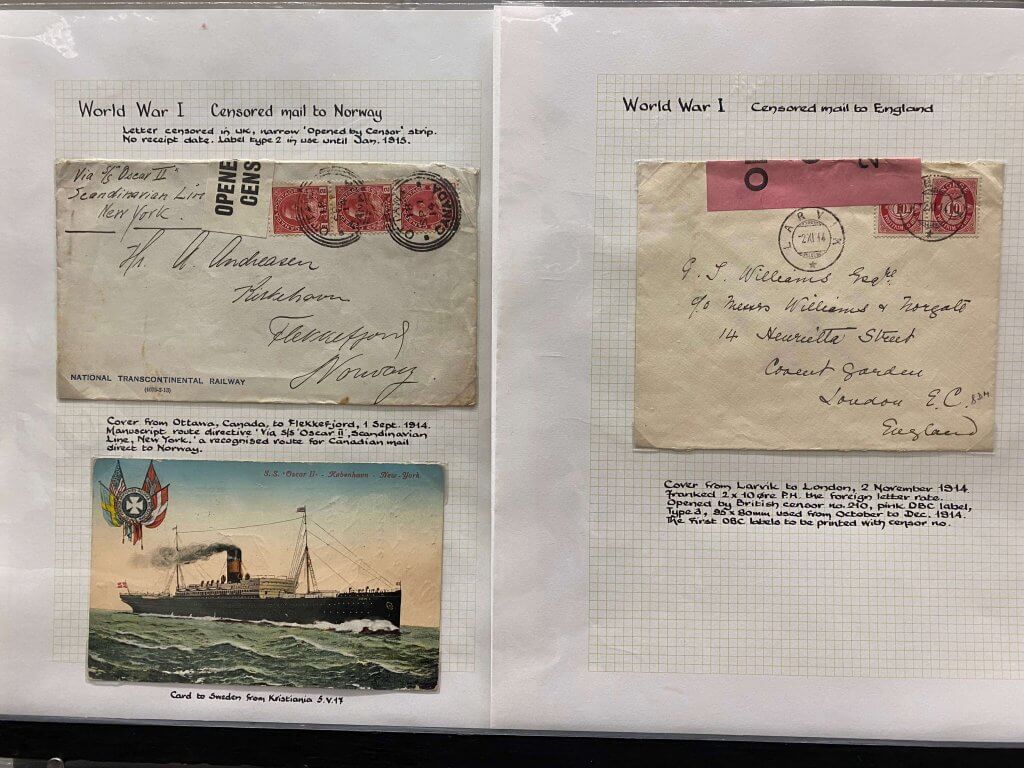 World War I Censored mail to Norway
Letter censored in UK, narrow 'Opened by Censor' strip.
No receipt date. Label type 2 in use until Jan. 1915.
Via S/S "Oscar II"
Scandinavian Line
New York.
OPENE
CENS
OTTAWA
CANADA
Hr. A. Andreasen
Kirkehavn
Flekkefjord
Norway.
NATIONAL TRANSCONTINENTAL RAILWAY
Cover from Ottawa, Canada, to Flekkefjord, 1 Sept. 1914.
Manuscript route directive 'Via S/S 'Oscar II', Scandinavian
Line, New York,' a recognised route for Canadian mail
direct to Norway.
S.S. "Oscar II" - København - New-York.
Card to Sweden from Kristiania 5.V.17
World War I Censored mail to England
LARVIK
2 XI 14
10
G. S. Williams Esqre.
c/o Messrs Williams & Norgate
14 Henrietta Street
Covent Garden
London E.C.
England
Cover from Larvik to London, 2 November 1914.
Franked 2 x 10 øre P.H. the foreign letter rate.
Opened by British censor no. 210, pink OBC label,
Type 3, 95 x 80mm used from October to Dec. 1914.
The first OBC labels to be printed with censor no.